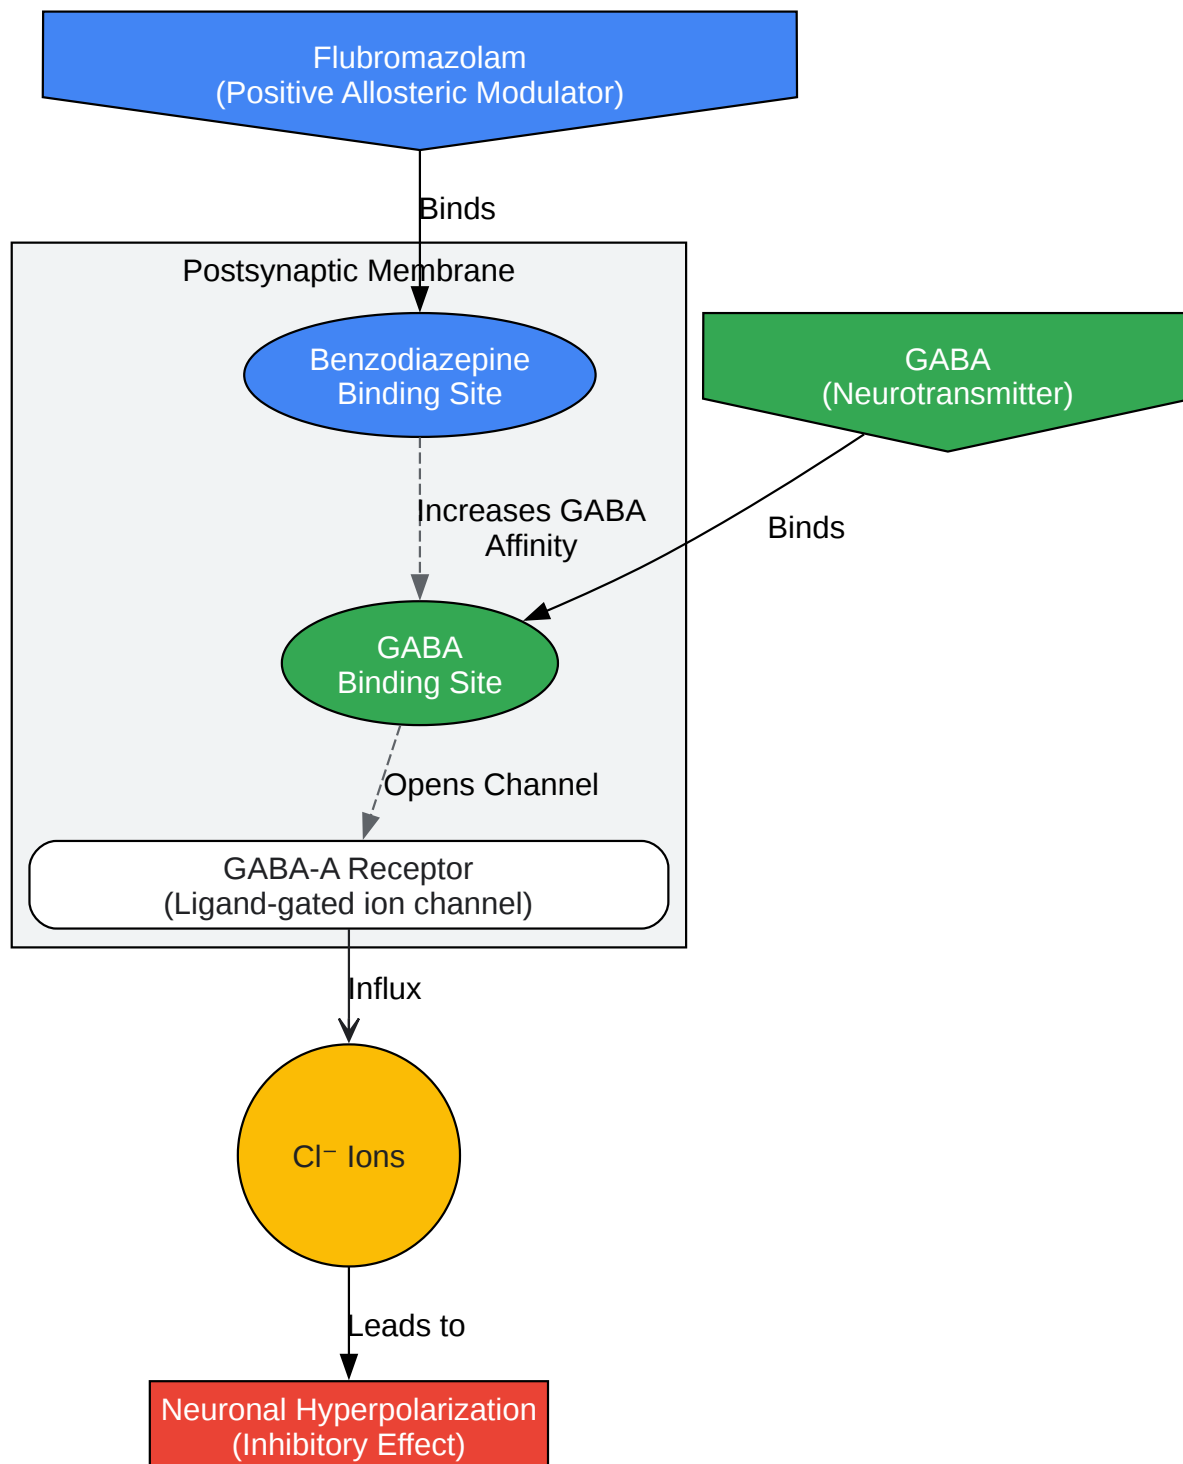 Flubromazolam
(Positive Allosteric Modulator)
Binds
Postsynaptic Membrane
Benzodiazepine
Binding Site
GABA
(Neurotransmitter)
Increases GABA
Affinity
Binds
GABA
Binding Site
Opens Channel
GABA-A Receptor
(Ligand-gated ion channel)
Influx
Cl⁻ Ions
Leads to
Neuronal Hyperpolarization
(Inhibitory Effect)